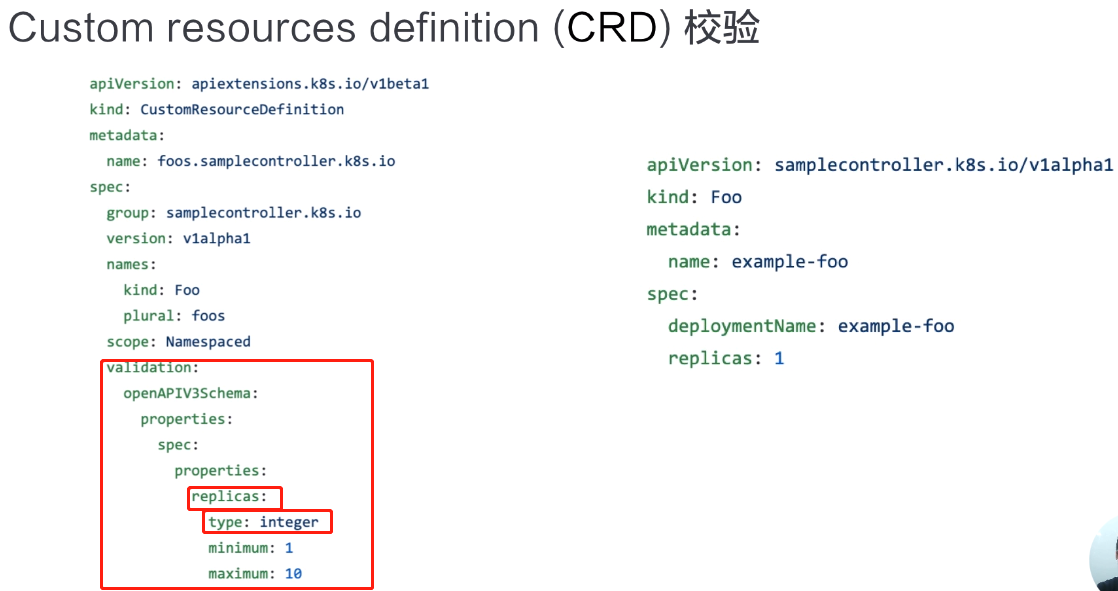 Custom resources definition (CRD) 校验
apiVersion: apiextensions.k8s.io/v1beta1
kind: CustomResourceDefinition
metadata:
  name: foos.samplecontroller.k8s.io
spec:
  group: samplecontroller.k8s.io
  version: v1alpha1
  names:
    kind: Foo
    plural: foos
  scope: Namespaced
  validation:
    openAPIV3Schema:
      properties:
        spec:
          properties:
            replicas:
              type: integer
              minimum: 1
              maximum: 10
apiVersion: samplecontroller.k8s.io/v1alpha1
kind: Foo
metadata:
  name: example-foo
spec:
  deploymentName: example-foo
  replicas: 1